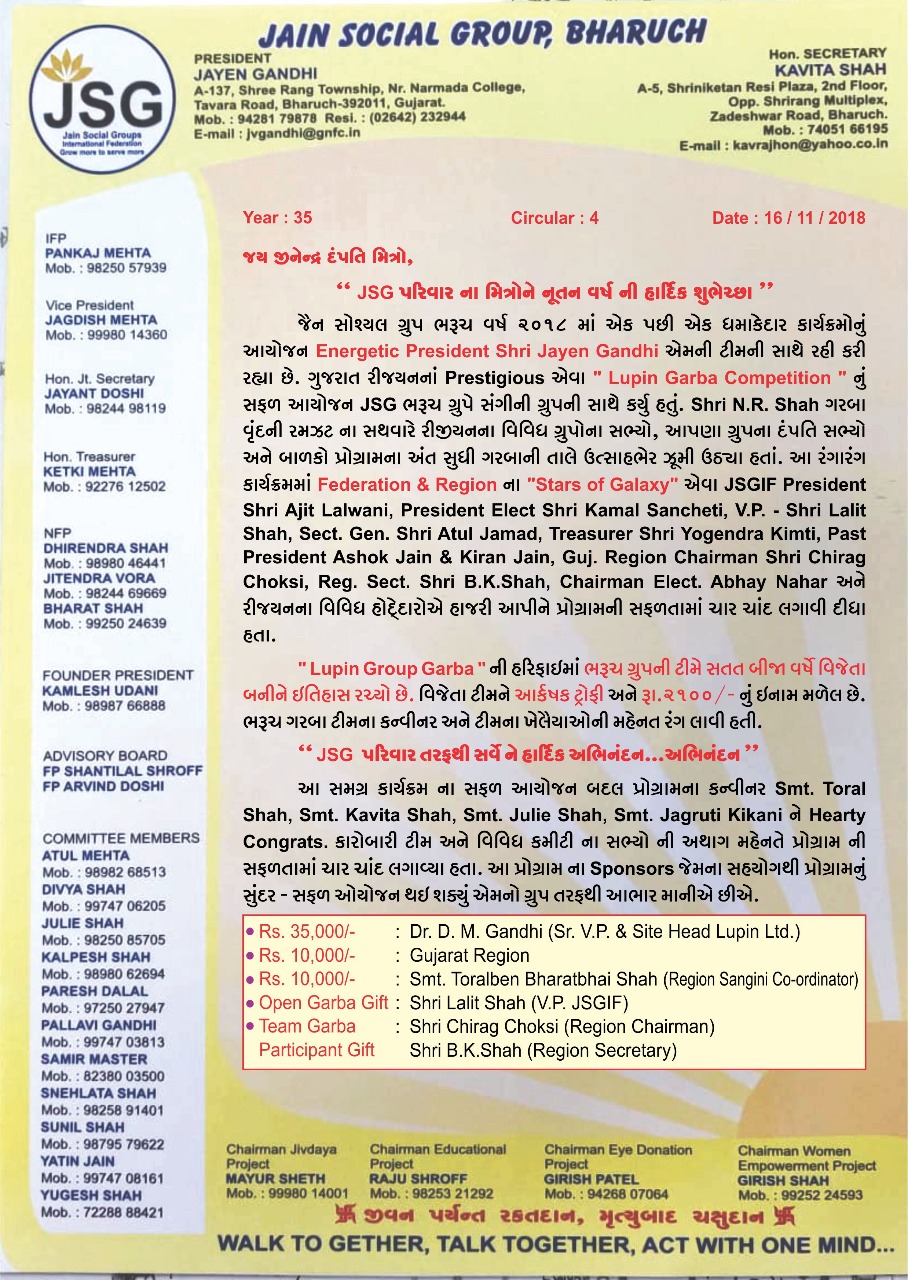 JAIN SOCIAL GROUP, BHARUCH
JSG
Jain Social Groups
International Federation
Grow more to serve more
PRESIDENT
JAYEN GANDHI
A-137, Shree Rang Township, Nr. Narmada College,
Tavara Road, Bharuch-392011, Gujarat.
Mob. : 94281 79878 Resi. : (02642) 232944
E-mail : jvgandhi@gnfc.in
Hon. SECRETARY
KAVITA SHAH
A-5, Shriniketan Resi Plaza, 2nd Floor,
Opp. Shrirang Multiplex,
Zadeshwar Road, Bharuch.
Mob. : 74051 66195
E-mail : kavrajhon@yahoo.co.in
IFP
PANKAJ MEHTA
Mob. : 98250 57939
Vice President
JAGDISH MEHTA
Mob. : 99980 14360
Hon. Jt. Secretary
JAYANT DOSHI
Mob. : 98244 98119
Hon. Treasurer
KETKI MEHTA
Mob. : 92276 12502
NFP
DHIRENDRA SHAH
Mob. : 98980 46441
JITENDRA VORA
Mob. : 98244 69669
BHARAT SHAH
Mob. : 99250 24639
FOUNDER PRESIDENT
KAMLESH UDANI
Mob. : 98987 66888
ADVISORY BOARD
FP SHANTILAL SHROFF
FP ARVIND DOSHI
COMMITTEE MEMBERS
ATUL MEHTA
Mob. : 98982 68513
DIVYA SHAH
Mob. : 99747 06205
JULIE SHAH
Mob. : 98250 85705
KALPESH SHAH
Mob. : 98980 62694
PARESH DALAL
Mob. : 97250 27947
PALLAVI GANDHI
Mob. : 99747 03813
SAMIR MASTER
Mob. : 82380 03500
SNEHLATA SHAH
Mob. : 98258 91401
SUNIL SHAH
Mob. : 98795 79622
YATIN JAIN
Mob. : 99747 08161
YUGESH SHAH
Mob. : 72288 88421
Year : 35 Circular : 4 Date : 16 / 11 / 2018
જય જીનેન્દ્ર દંપતિ મિત્રો,
“ JSG પરિવાર ના મિત્રોને નૂતન વર્ષ ની હાર્દિક શુભેચ્છા ”
જૈન સોશ્યલ ગ્રુપ ભરૂચ વર્ષ ૨૦૧૮ માં એક પછી એક ધમાકેદાર કાર્યક્રમોનું
આયોજન Energetic President Shri Jayen Gandhi એમની ટીમની સાથે રહી કરી
રહ્યા છે. ગુજરાત રીજયનનાં Prestigious એવા " Lupin Garba Competition " નું
સફળ આયોજન JSG ભરૂચ ગ્રુપે સંગીની ગ્રુપની સાથે કર્યુ હતું. Shri N.R. Shah ગરબા
વૃંદની રમઝટ ના સથવારે રીજીયનના વિવિધ ગ્રુપોના સભ્યો, આપણા ગ્રુપના દંપતિ સભ્યો
અને બાળકો પ્રોગ્રામના અંત સુધી ગરબાની તાલે ઉત્સાહભેર ઝૂમી ઉઠ્યા હતાં. આ રંગારંગ
કાર્યક્રમમાં Federation & Region ના "Stars of Galaxy" એવા JSGIF President
Shri Ajit Lalwani, President Elect Shri Kamal Sancheti, V.P. - Shri Lalit
Shah, Sect. Gen. Shri Atul Jamad, Treasurer Shri Yogendra Kimti, Past
President Ashok Jain & Kiran Jain, Guj. Region Chairman Shri Chirag
Choksi, Reg. Sect. Shri B.K.Shah, Chairman Elect. Abhay Nahar અને
રીજયનના વિવિધ હોદ્દેદારોએ હાજરી આપીને પ્રોગ્રામની સફળતામાં ચાર ચાંદ લગાવી દીધા
હતા.
" Lupin Group Garba " ની હરિફાઇમાં ભરૂચ ગ્રુપની ટીમે સતત બીજા વર્ષે વિજેતા
બનીને ઇતિહાસ રચ્યો છે. વિજેતા ટીમને આર્કષક ટ્રોફી અને રૂા.૨૧૦૦/- નું ઇનામ મળેલ છે.
ભરૂચ ગરબા ટીમના કન્વીનર અને ટીમના ખેલૈયાઓની મહેનત રંગ લાવી હતી.
“ JSG પરિવાર તરફથી સર્વે ને હાર્દિક અભિનંદન...અભિનંદન ”
આ સમગ્ર કાર્યક્રમ ના સફળ આયોજન બદલ પ્રોગ્રામના કન્વીનર Smt. Toral
Shah, Smt. Kavita Shah, Smt. Julie Shah, Smt. Jagruti Kikani ને Hearty
Congrats. કારોબારી ટીમ અને વિવિધ કમીટી ના સભ્યો ની અથાગ મહેનતે પ્રોગ્રામ ની
સફળતામાં ચાર ચાંદ લગાવ્યા હતા. આ પ્રોગ્રામ ના Sponsors જેમના સહયોગથી પ્રોગ્રામનું
સુંદર - સફળ ઓયોજન થઇ શક્યું એમનો ગ્રુપ તરફથી આભાર માનીએ છીએ.
• Rs. 35,000/- : Dr. D. M. Gandhi (Sr. V.P. & Site Head Lupin Ltd.)
• Rs. 10,000/- : Gujarat Region
• Rs. 10,000/- : Smt. Toralben Bharatbhai Shah (Region Sangini Co-ordinator)
• Open Garba Gift : Shri Lalit Shah (V.P. JSGIF)
• Team Garba : Shri Chirag Choksi (Region Chairman)
Participant Gift Shri B.K.Shah (Region Secretary)
Chairman Jivdaya
Project
MAYUR SHETH
Mob. : 99980 14001
Chairman Educational
Project
RAJU SHROFF
Mob. : 98253 21292
Chairman Eye Donation
Project
GIRISH PATEL
Mob. : 94268 07064
Chairman Women
Empowerment Project
GIRISH SHAH
Mob. : 99252 24593
卐 જીવન પર્યન્ત રક્તદાન, મૃત્યુબાદ ચક્ષુદાન 卐
WALK TO GETHER, TALK TOGETHER, ACT WITH ONE MIND...